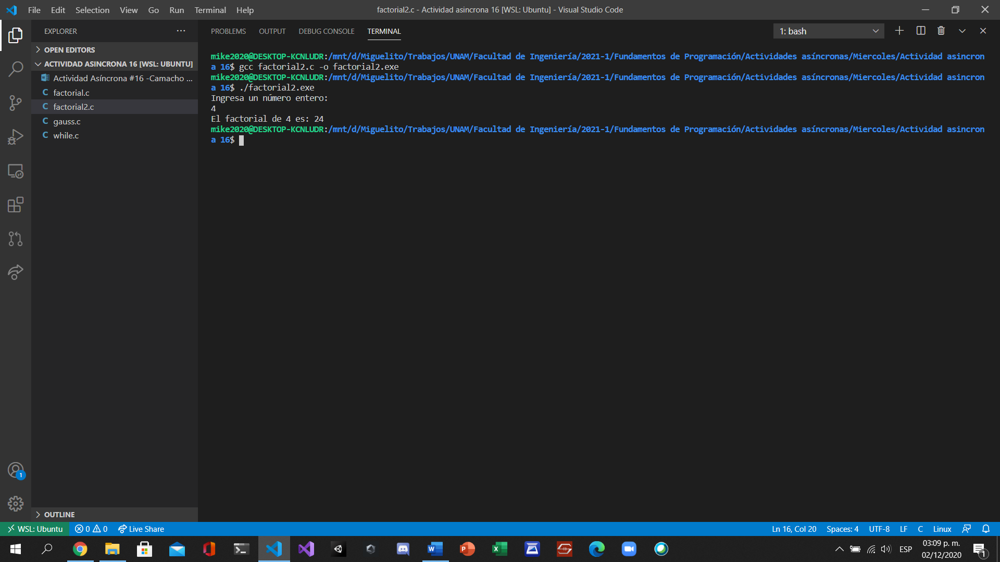 File Edit Selection View Go Run Terminal Help
factorial2.c - Actividad asincrona 16 [WSL: Ubuntu] - Visual Studio Code
EXPLORER
OPEN EDITORS
ACTIVIDAD ASINCRONA 16 [WSL: UBUNTU]
Actividad Asíncrona #16 -Camacho ...
C factorial.c
C factorial2.c
C gauss.c
C while.c
OUTLINE
PROBLEMS OUTPUT DEBUG CONSOLE TERMINAL
1: bash
mike2020@DESKTOP-KCNLUDR:/mnt/d/Miguelito/Trabajos/UNAM/Facultad de Ingeniería/2021-1/Fundamentos de Programación/Actividades asíncronas/Miercoles/Actividad asincron
a 16$ gcc factorial2.c -o factorial2.exe
mike2020@DESKTOP-KCNLUDR:/mnt/d/Miguelito/Trabajos/UNAM/Facultad de Ingeniería/2021-1/Fundamentos de Programación/Actividades asíncronas/Miercoles/Actividad asincron
a 16$ ./factorial2.exe
Ingresa un número entero:
4
El factorial de 4 es: 24
mike2020@DESKTOP-KCNLUDR:/mnt/d/Miguelito/Trabajos/UNAM/Facultad de Ingeniería/2021-1/Fundamentos de Programación/Actividades asíncronas/Miercoles/Actividad asincron
a 16$
1
WSL: Ubuntu 0 0 Live Share
Ln 16, Col 20 Spaces: 4 UTF-8 LF C Linux
ESP
03:09 p. m.
02/12/2020
1